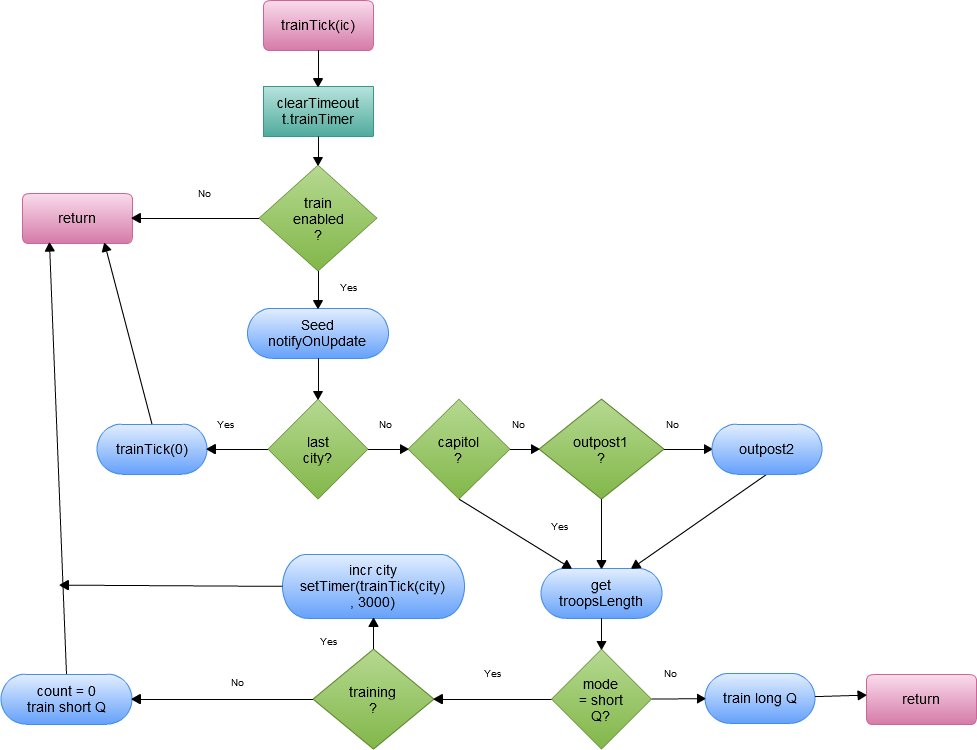 trainTick(ic)
clearTimeout
t.trainTimer
No
train
enabled
?
return
Yes
Seed
notifyOnUpdate
Yes
No
No
No
trainTick(0)
last
city?
capitol
?
outpost1
?
outpost2
Yes
incr city
setTimer(trainTick(city)
, 3000)
get
troopsLength
Yes
No
Yes
No
count = 0
train short Q
training
?
mode
= short
Q?
train long Q
return